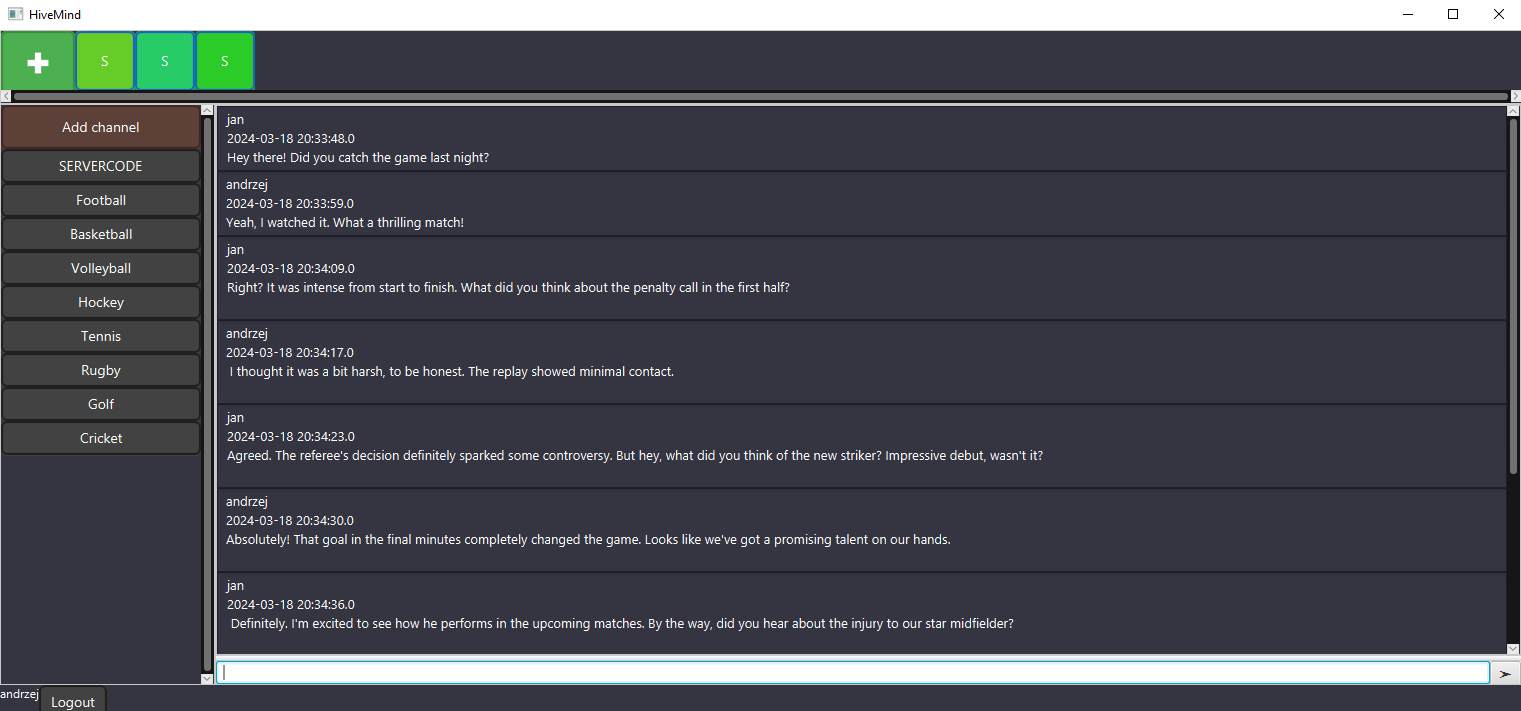 HiveMind
S
S
S
Add channel
SERVERCODE
Football
Basketball
Volleyball
Hockey
Tennis
Rugby
Golf
Cricket
jan
2024-03-18 20:33:48.0
Hey there! Did you catch the game last night?
andrzej
2024-03-18 20:33:59.0
Yeah, I watched it. What a thrilling match!
jan
2024-03-18 20:34:09.0
Right? It was intense from start to finish. What did you think about the penalty call in the first half?
andrzej
2024-03-18 20:34:17.0
I thought it was a bit harsh, to be honest. The replay showed minimal contact.
jan
2024-03-18 20:34:23.0
Agreed. The referee's decision definitely sparked some controversy. But hey, what did you think of the new striker? Impressive debut, wasn't it?
andrzej
2024-03-18 20:34:30.0
Absolutely! That goal in the final minutes completely changed the game. Looks like we've got a promising talent on our hands.
jan
2024-03-18 20:34:36.0
Definitely. I'm excited to see how he performs in the upcoming matches. By the way, did you hear about the injury to our star midfielder?
andrzej
Logout